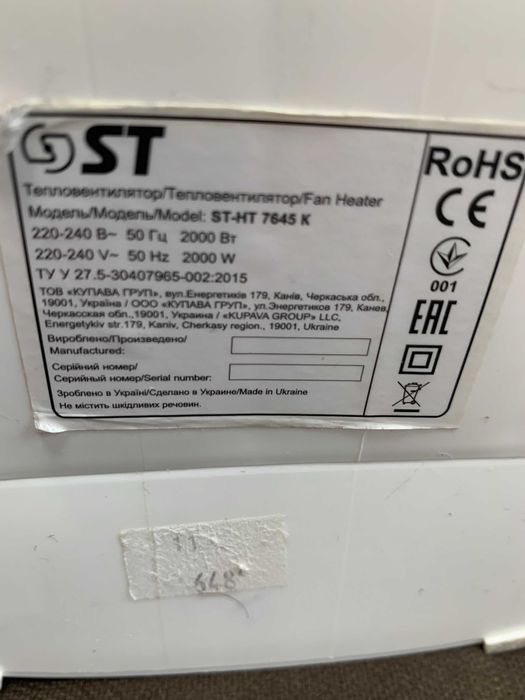 ST
Тепловентилятор/Тепловентилятор/Fan Heater
Модель/Модель/Model: ST-HT 7645 K
220-240 В~ 50 Гц 2000 Вт
220-240 V~ 50 Hz 2000 W
ТУ У 27.5-30407965-002:2015
ТОВ «КУПАВА ГРУП», вул.Енергетиків 179, Канів, Черкаська обл.,
19001, Україна / ООО «КУПАВА ГРУП», ул.Энергетиков 179, Канев,
Черкасская обл.,19001, Украина / «KUPAVA GROUP» LLC,
Energetykiv str.179, Kaniv, Cherkasy region., 19001, Ukraine
Вироблено/Произведено/
Manufactured:
Серійний номер/
Серийный номер/Serial number:
Зроблено в Україні/Сделано в Украине/Made in Ukraine
Не містить шкідливих речовин.
RoHS
CE
001
EAC
11
648